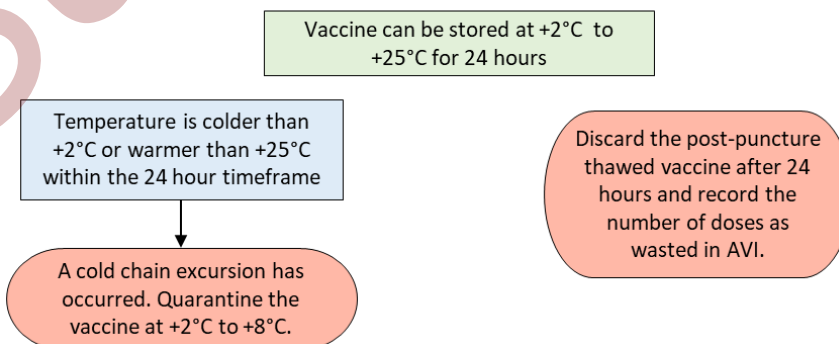 Vaccine can be stored at +2°C to
+25°C for 24 hours
Temperature is colder than
+2°C or warmer than +25°C
within the 24 hour timeframe
Discard the post-puncture
thawed vaccine after 24
hours and record the
number of doses as
wasted in AVI.
A cold chain excursion has
occurred. Quarantine the
vaccine at +2°C to +8°C.